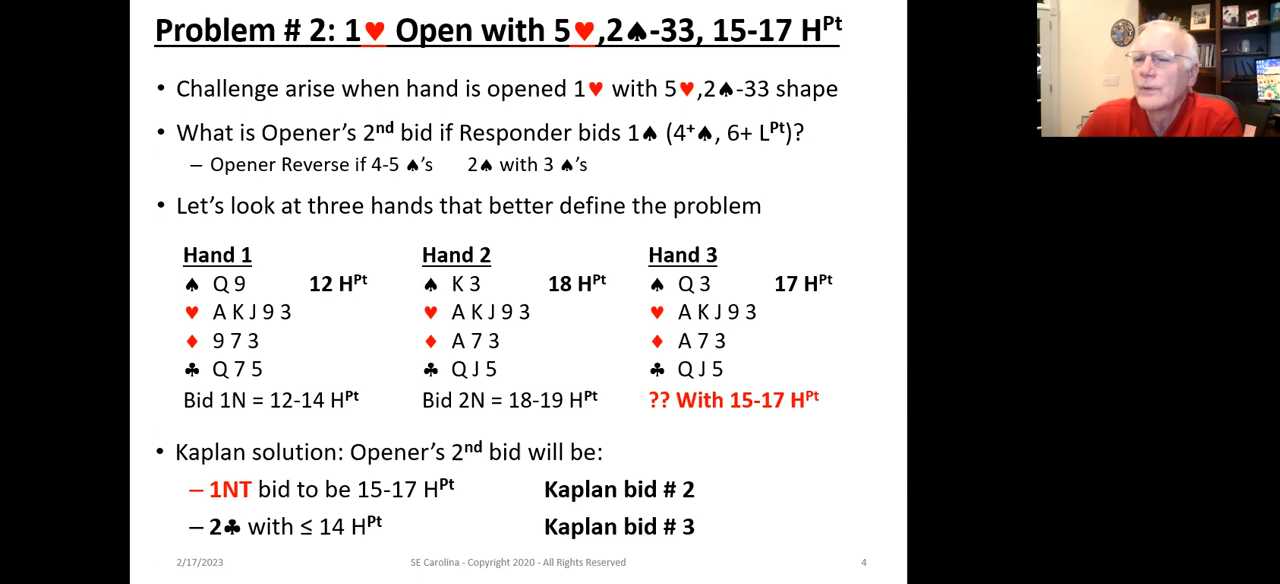 Problem # 2: 1♥ Open with 5♥,2♠-33, 15-17 HPt
• Challenge arise when hand is opened 1♥ with 5♥,2♠-33 shape
• What is Opener's 2nd bid if Responder bids 1♠ (4+♠, 6+ LPt)?
– Opener Reverse if 4-5 ♠'s 2♠ with 3 ♠'s
• Let's look at three hands that better define the problem
Hand 1 Hand 2 Hand 3
♠ Q 9 12 HPt ♠ K 3 18 HPt ♠ Q 3 17 HPt
♥ A K J 9 3 ♥ A K J 9 3 ♥ A K J 9 3
♦ 9 7 3 ♦ A 7 3 ♦ A 7 3
♣ Q 7 5 ♣ Q J 5 ♣ Q J 5
Bid 1N = 12-14 HPt Bid 2N = 18-19 HPt ?? With 15-17 HPt
• Kaplan solution: Opener's 2nd bid will be:
– 1NT bid to be 15-17 HPt Kaplan bid # 2
– 2♣ with ≤ 14 HPt Kaplan bid # 3
2/17/2023 SE Carolina - Copyright 2020 - All Rights Reserved 4